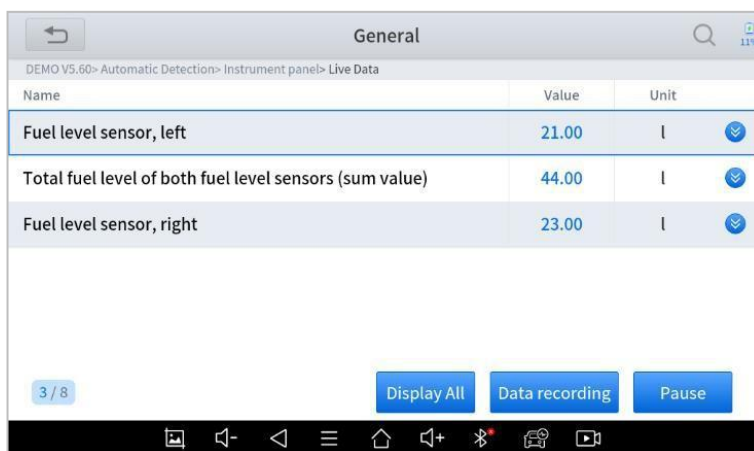 General
DEMO V5.60> Automatic Detection> Instrument panel> Live Data
Name Value Unit
Fuel level sensor, left 21.00 l
Total fuel level of both fuel level sensors (sum value) 44.00 l
Fuel level sensor, right 23.00 l
3 / 8 Display All Data recording Pause